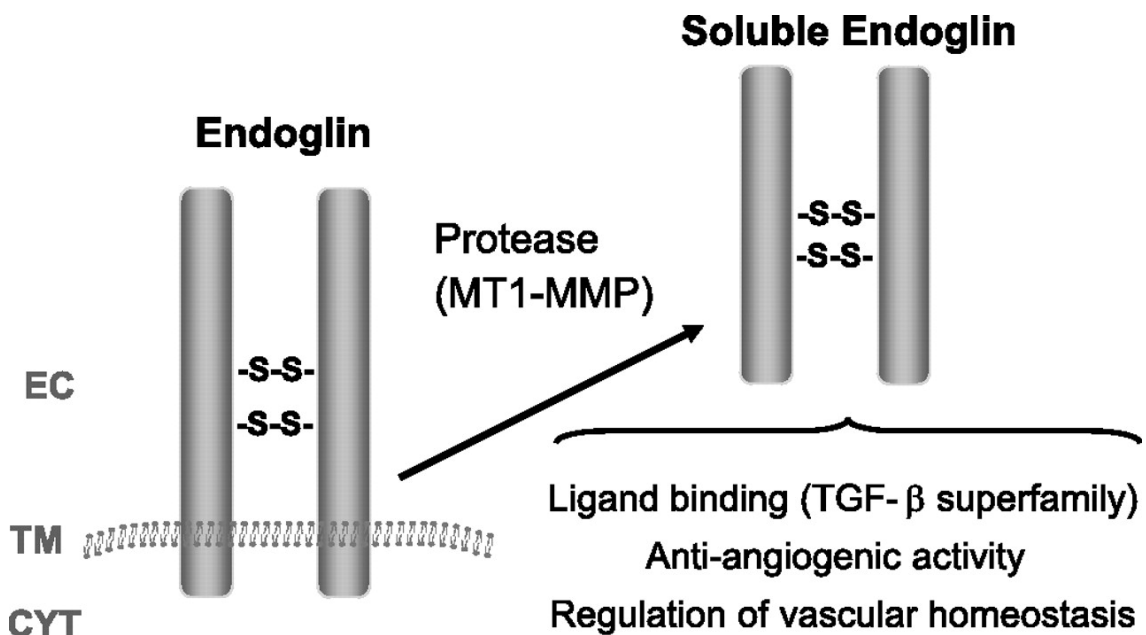 Soluble Endoglin
Endoglin
-S-S-
-S-S-
Protease
(MT1-MMP)
EC
-S-S-
-S-S-
TM
CYT
Ligand binding (TGF- β superfamily)
Anti-angiogenic activity
Regulation of vascular homeostasis